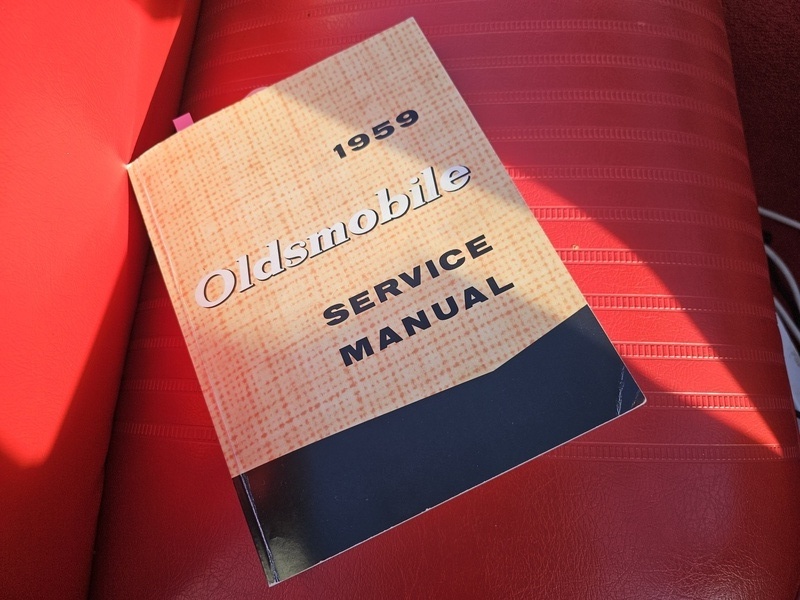 1959
Oldsmobile
SERVICE
MANUAL